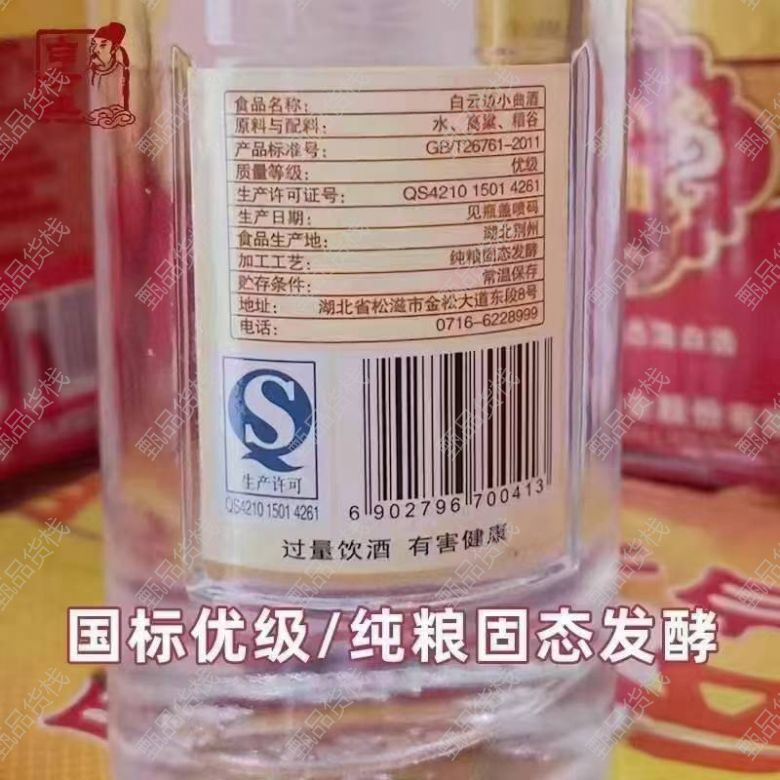 食品名称： 白云边小曲酒
原料与配料： 水、高粱、稻谷
产品标准号： GB/T26761-2011
质量等级： 优级
生产许可证号： QS4210 1501 4261
生产日期： 见瓶盖喷码
食品生产地： 湖北荆州
加工工艺： 纯粮固态发酵
贮存条件： 常温保存
地址： 湖北省松滋市金松大道东段8号
电话： 0716-6228999
生产许可
QS4210 1501 4261
6 902796 700413
过量饮酒 有害健康
国标优级/纯粮固态发酵
甄品货栈